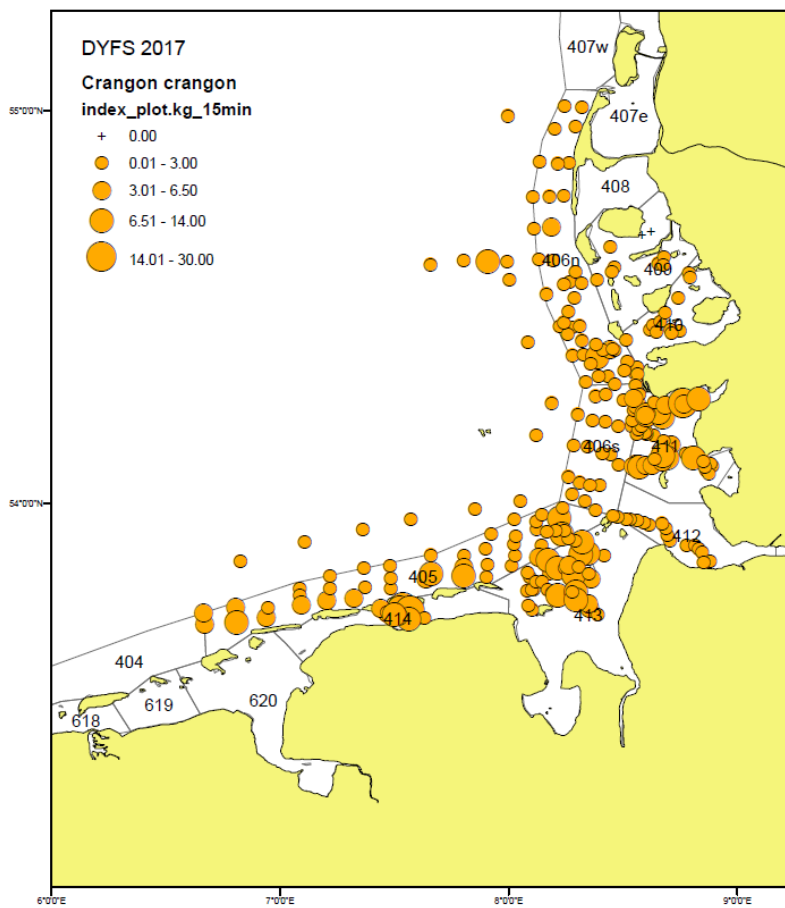 DYFS 2017
Crangon crangon
index_plot.kg_15min
0.00
0.01 - 3.00
3.01 - 6.50
6.51 - 14.00
14.01 - 30.00
407w
55°0'0"N
407e
408
406n
409
410
406s
411
54°0'0"N
412
405
414
413
404
620
619
618
6°0'0"E
7°0'0"E
8°0'0"E
9°0'0"E